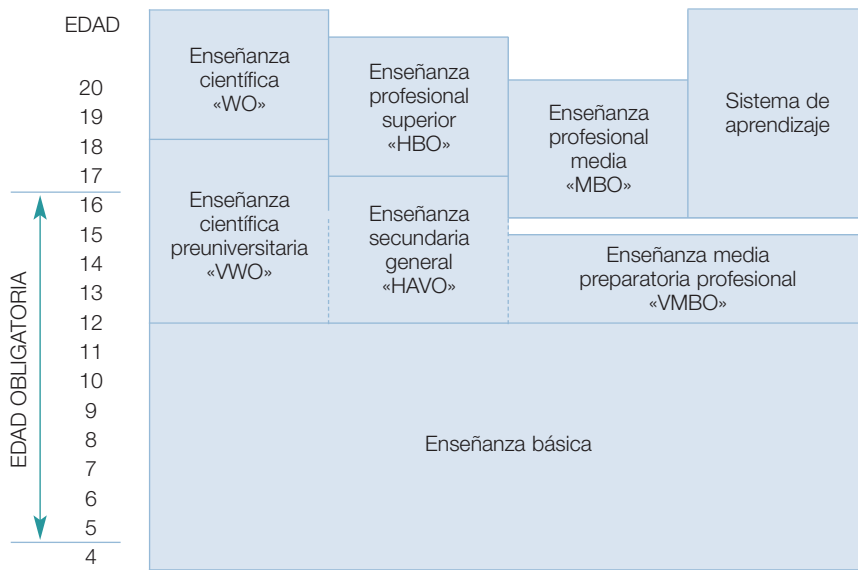 EDAD
20
19
18
17
16
15
14
13
12
11
10
9
8
7
6
5
4
EDAD OBLIGATORIA
Enseñanza
científica
«WO»
Enseñanza
profesional
superior
«HBO»
Enseñanza
profesional
media
«MBO»
Sistema de
aprendizaje
Enseñanza
científica
preuniversitaria
«VWO»
Enseñanza
secundaria
general
«HAVO»
Enseñanza media
preparatoria profesional
«VMBO»
Enseñanza básica